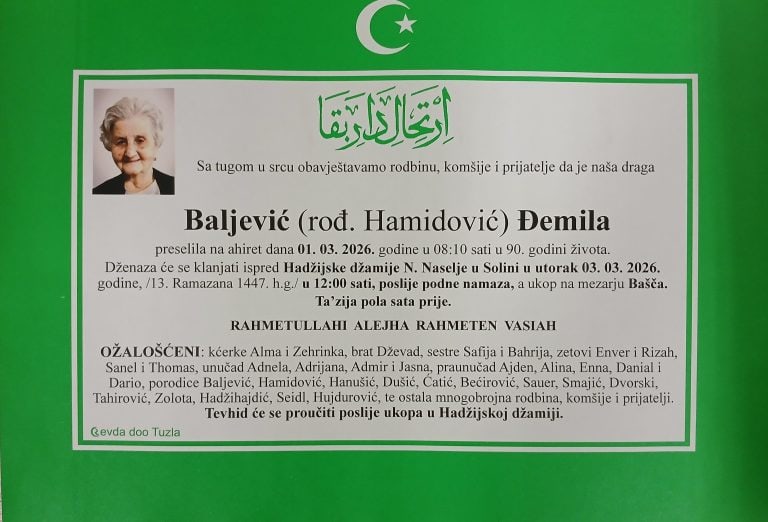 اِرْتِحَالِ دَارِ بَقَا
Sa tugom u srcu obavještavamo rodbinu, komšije i prijatelje da je naša draga
Baljević (rođ. Hamidović) Đemila
preselila na ahiret dana 01. 03. 2026. godine u 08:10 sati u 90. godini života.
Dženaza će se klanjati ispred Hadžijske džamije N. Naselje u Solini u utorak 03. 03. 2026.
godine, /13. Ramazana 1447. h.g./ u 12:00 sati, poslije podne namaza, a ukop na mezarju Bašča.
Ta'zija pola sata prije.
RAHMETULLAHI ALEJHA RAHMETEN VASIAH
OŽALOŠĆENI: kćerke Alma i Zehrinka, brat Dževad, sestre Safija i Bahrija, zetovi Enver i Rizah,
Sanel i Thomas, unučad Adnela, Adrijana, Admir i Jasna, praunučad Ajden, Alina, Enna, Danial i
Dario, porodice Baljević, Hamidović, Hanušić, Dušić, Ćatić, Bećirović, Sauer, Smajić, Dvorski,
Tahirović, Zolota, Hadžihajdić, Seidl, Hujdurović, te ostala mnogobrojna rodbina, komšije i prijatelji.
Tevhid će se proučiti poslije ukopa u Hadžijskoj džamiji.
evda doo Tuzla